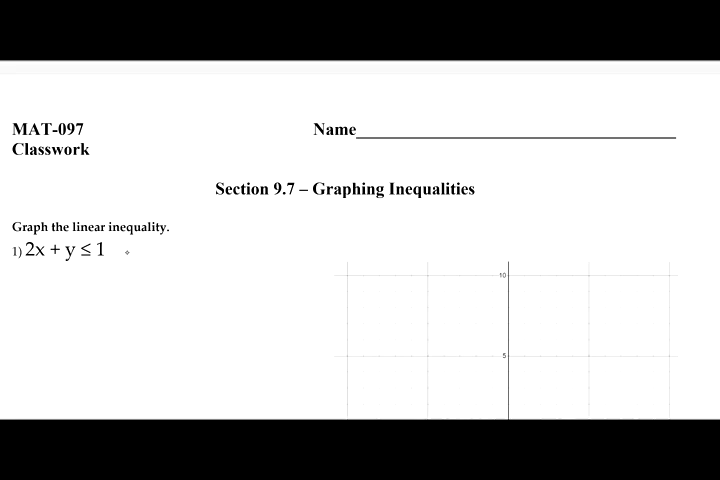 MAT-097
Name
Classwork
Section 9.7 – Graphing Inequalities
Graph the linear inequality.
1) 2x + y ≤ 1
10
5